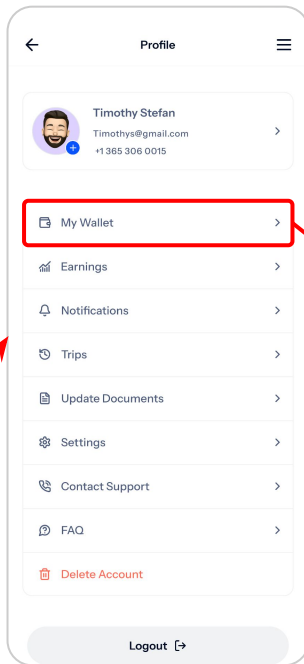 Profile
Timothy Stefan
Timothys@gmail.com
+1 365 306 0015
My Wallet
Earnings
Notifications
Trips
Update Documents
Settings
Contact Support
FAQ
Delete Account
Logout